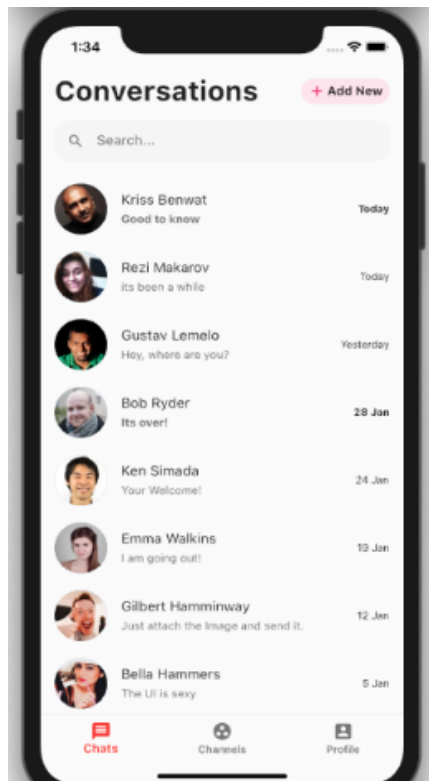 1:34
Conversations
+ Add New
Search...
Kriss Benwat
Good to know
Today
Rezi Makarov
its been a while
Today
Gustav Lemelo
Hey, where are you?
Yesterday
Bob Ryder
Its over!
28 Jan
Ken Simada
Your Welcome!
24 Jan
Emma Walkins
I am going out!
19 Jan
Gilbert Hamminway
Just attach the Image and send it.
12 Jan
Bella Hammers
The UI is sexy
5 Jan
Chats
Channels
Profile